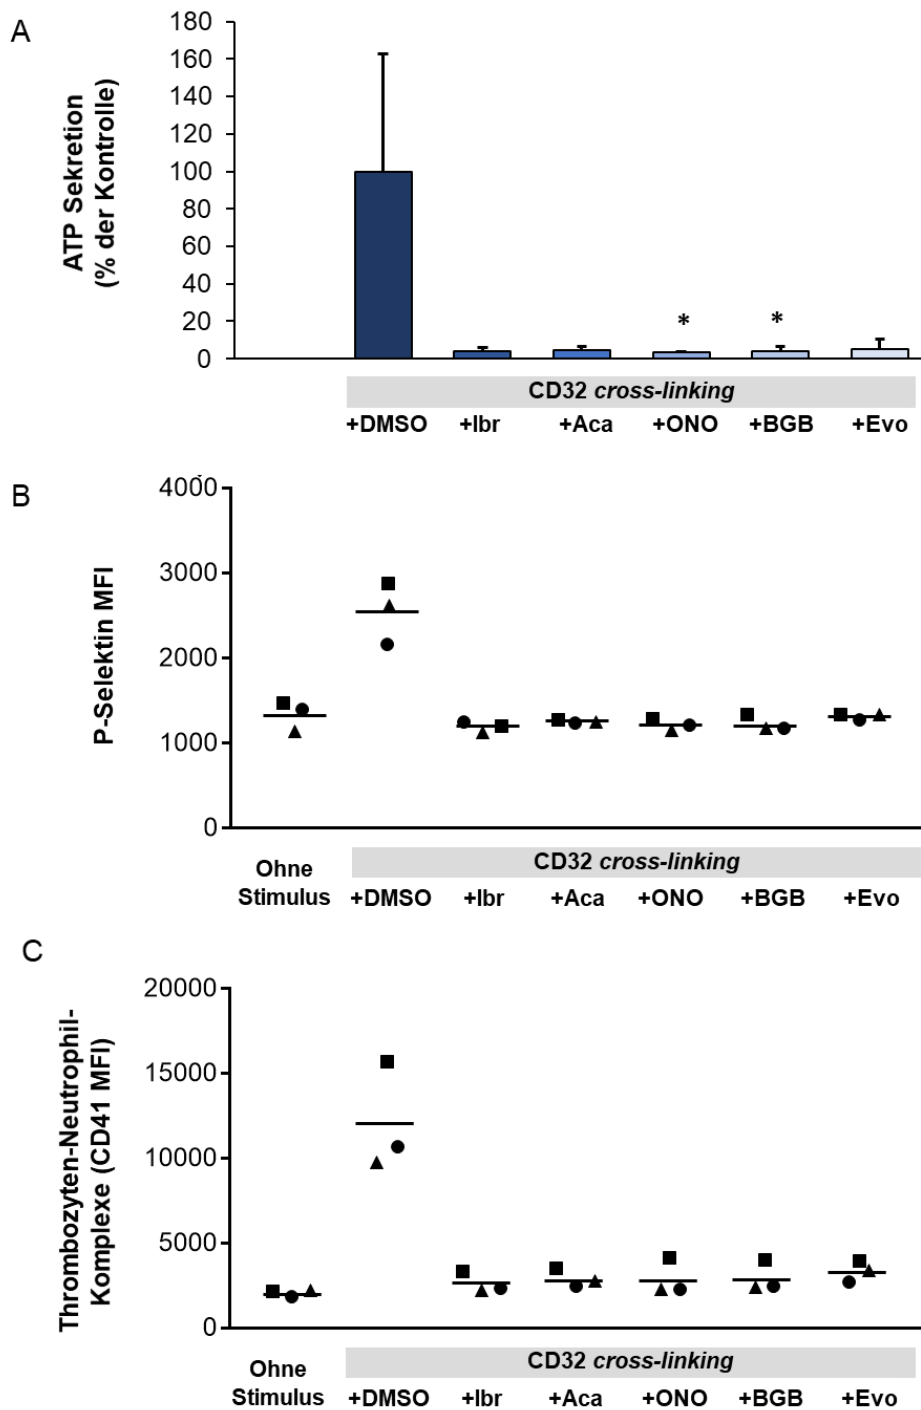 A
ATP Sekretion
(% der Kontrolle)
180
160
140
120
100
80
60
40
20
0
* *
CD32 cross-linking
+DMSO +Ibr +Aca +ONO +BGB +Evo
B
P-Selektin MFI
4000
3000
2000
1000
0
Ohne
Stimulus
CD32 cross-linking
+DMSO +Ibr +Aca +ONO +BGB +Evo
C
Thrombozyten-Neutrophil-
Komplexe (CD41 MFI)
20000
15000
10000
5000
0
Ohne
Stimulus
CD32 cross-linking
+DMSO +Ibr +Aca +ONO +BGB +Evo